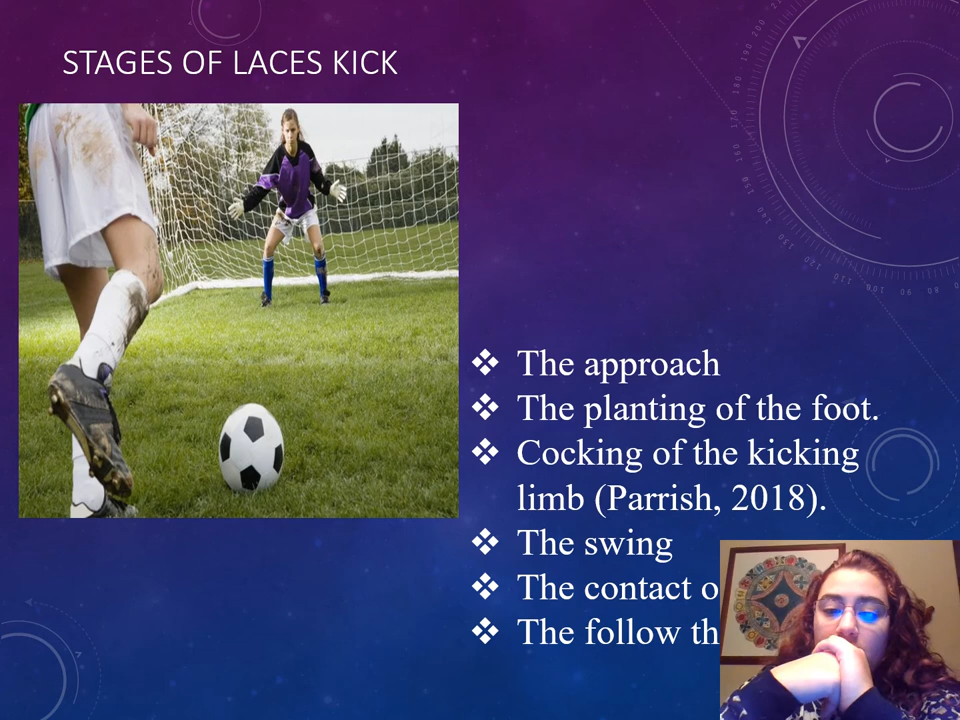 STAGES OF LACES KICK
❖ The approach
❖ The planting of the foot.
❖ Cocking of the kicking
limb (Parrish, 2018).
❖ The swing
❖ The contact o
❖ The follow th